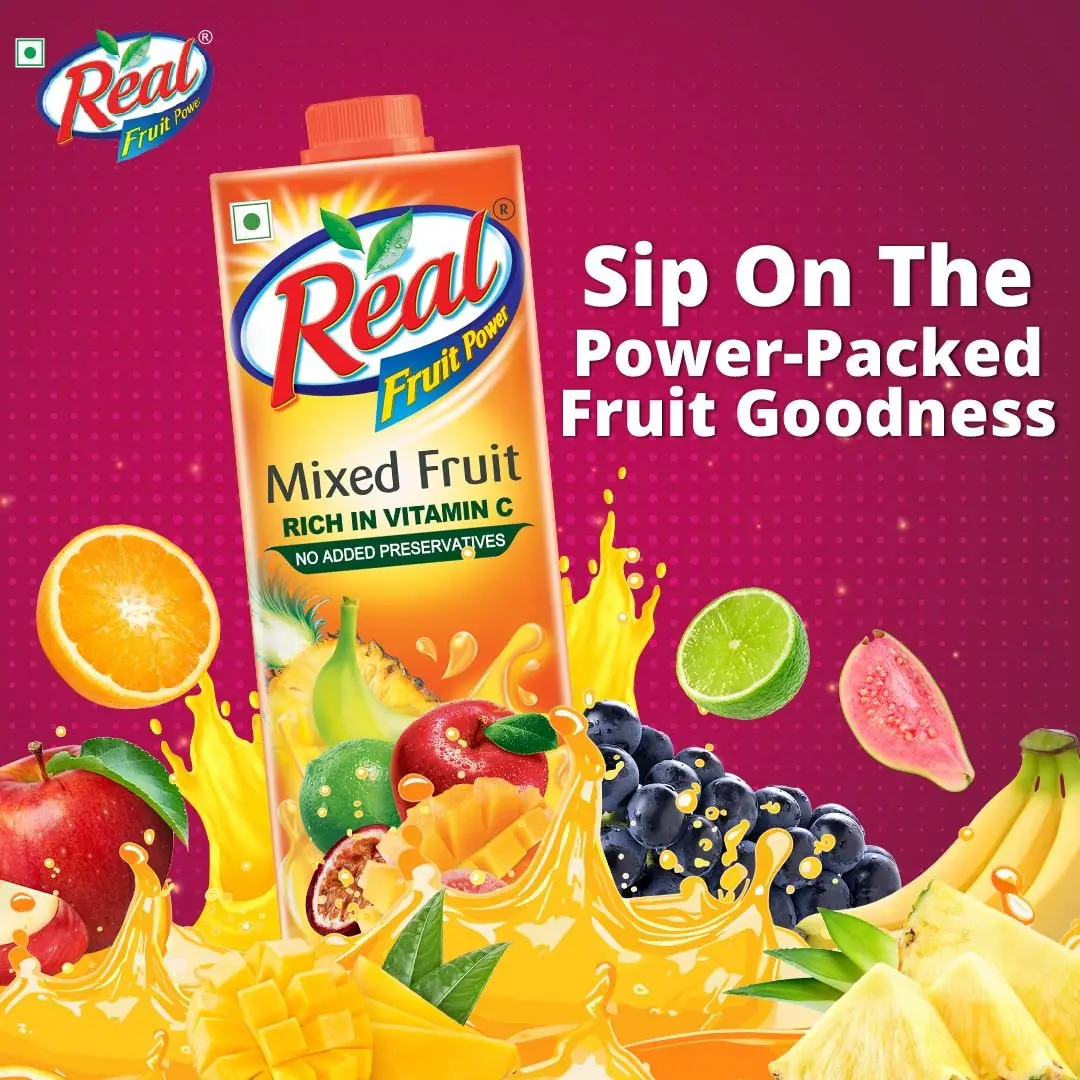 Real®
Fruit Power
Real®
Fruit Power
Mixed Fruit
RICH IN VITAMIN C
NO ADDED PRESERVATIVES
Sip On The
Power-Packed
Fruit Goodness